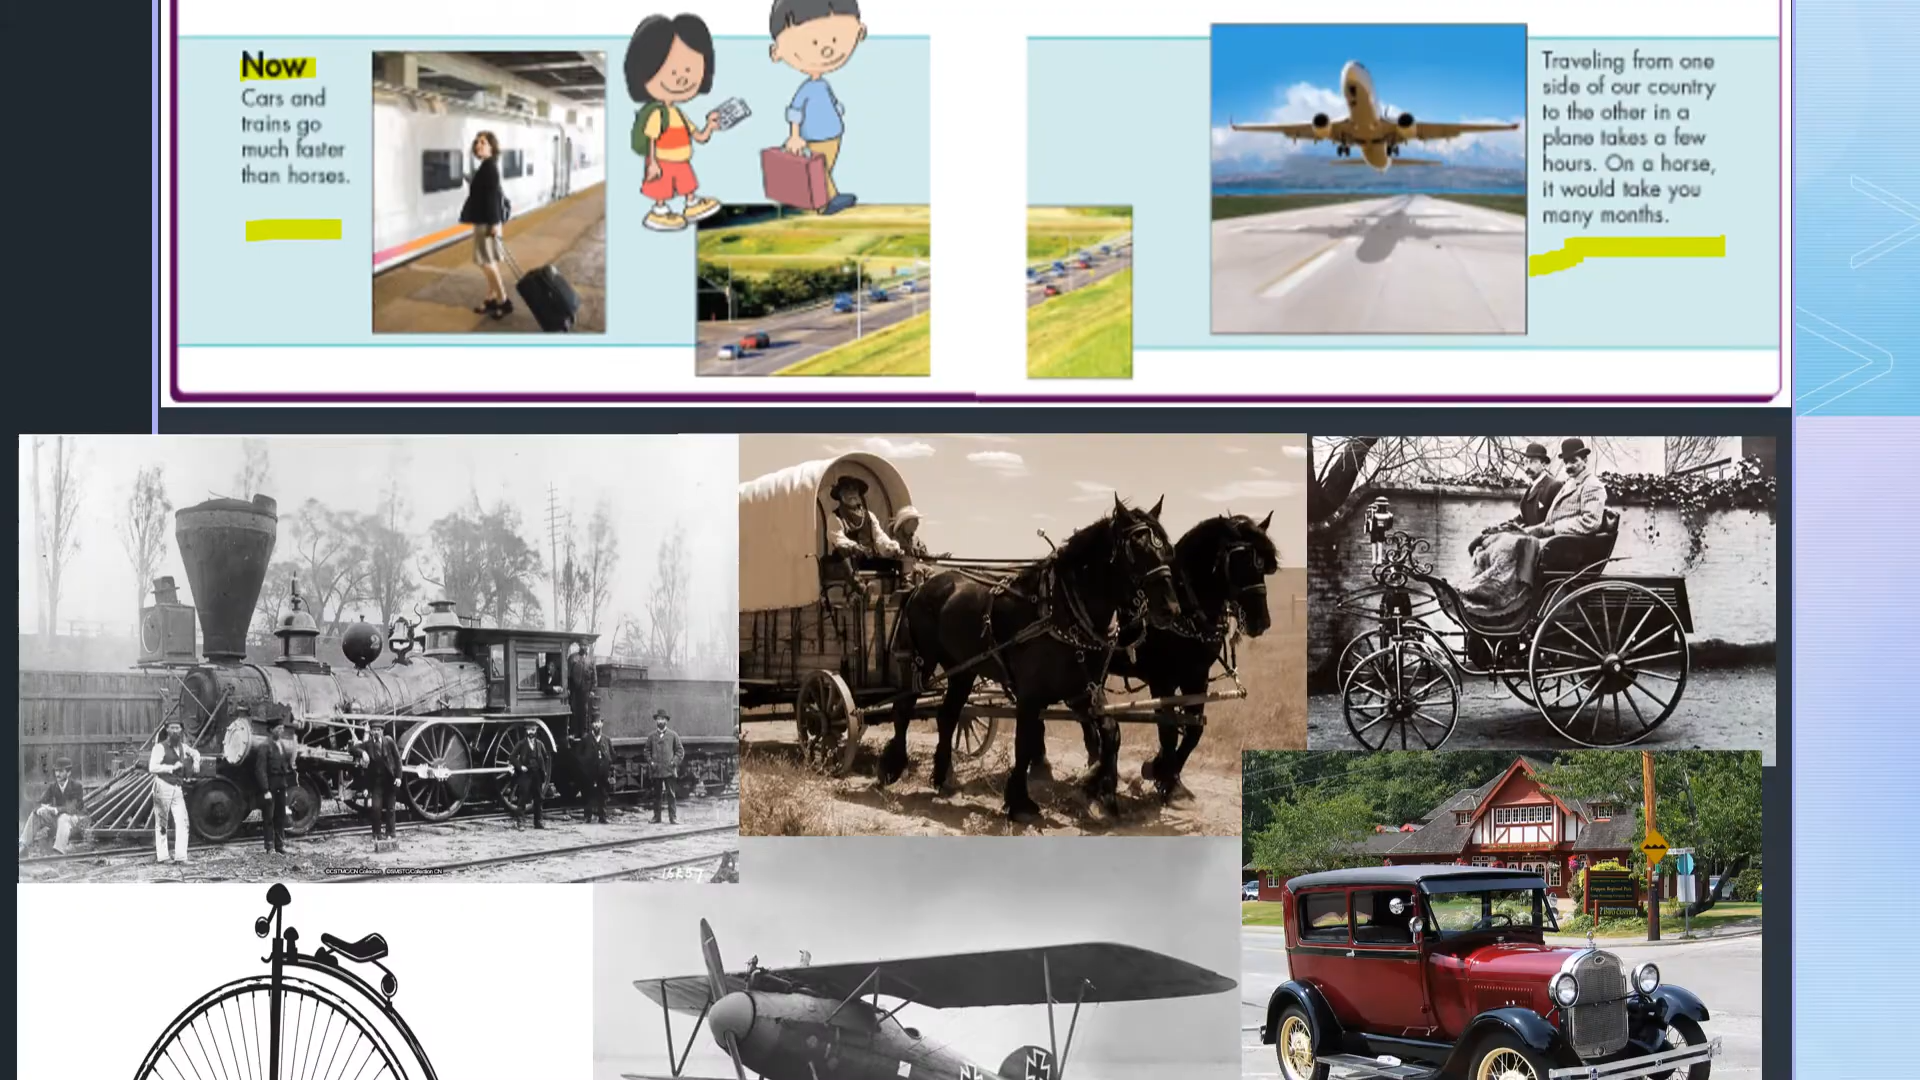 Now
Cars and
trains go
much faster
than horses.
Traveling from one
side of our country
to the other in a
plane takes a few
hours. On a horse,
it would take you
many months.
2